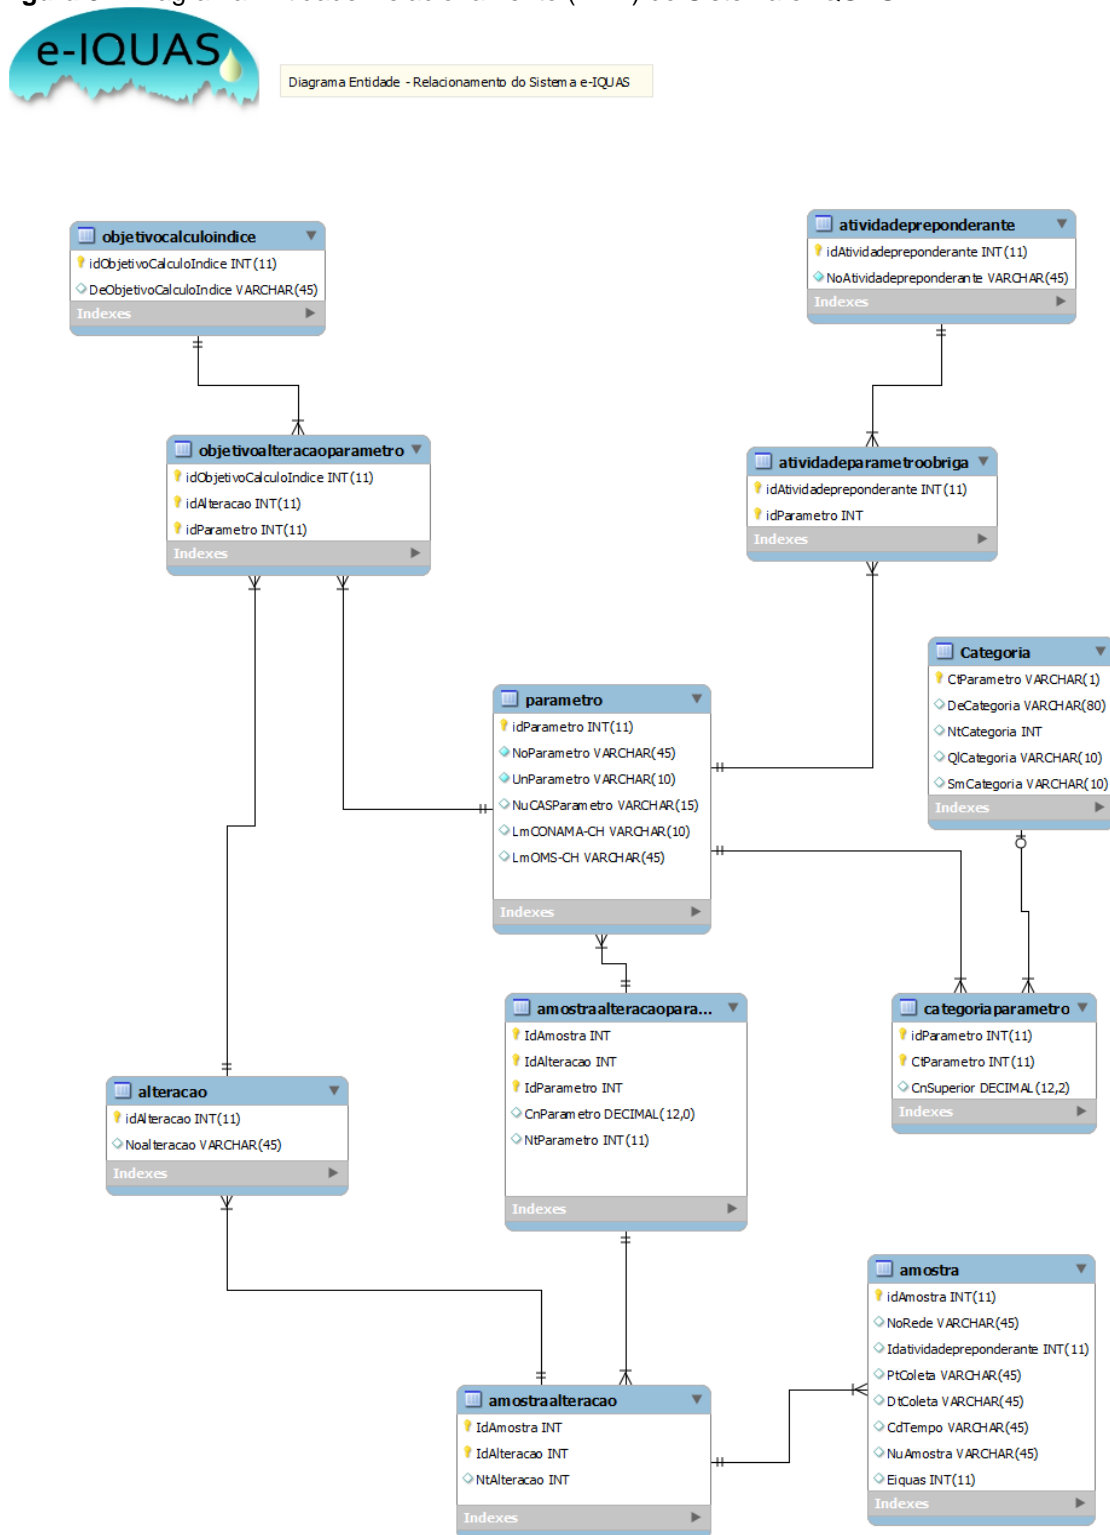 e-IQUAS
Diagrama Entidade - Relacionamento do Sistema e-IQUAS
objetivocalculoindice
idObjetivoCalculoIndice INT(11)
DeObjetivoCalculoIndice VARCHAR(45)
Indexes
atividadepreponderante
idAtividadepreponderante INT(11)
NoAtividadepreponderante VARCHAR(45)
Indexes
objetivoalteracaoparametro
idObjetivoCalculoIndice INT(11)
idAlteracao INT(11)
idParametro INT(11)
Indexes
atividadeparametroobriga
idAtividadepreponderante INT(11)
idParametro INT
Indexes
Categoria
CtParametro VARCHAR(1)
DeCategoria VARCHAR(80)
NtCategoria INT
QlCategoria VARCHAR(10)
SmCategoria VARCHAR(10)
Indexes
parametro
idParametro INT(11)
NoParametro VARCHAR(45)
UnParametro VARCHAR(10)
NuCASParametro VARCHAR(15)
LmCONAMA-CH VARCHAR(10)
LmOMS-CH VARCHAR(45)
Indexes
amostraalteracaopara...
IdAmostra INT
IdAlteracao INT
IdParametro INT
CnParametro DECIMAL(12,0)
NtParametro INT(11)
Indexes
categoriaparametro
idParametro INT(11)
CtParametro INT(11)
CnSuperior DECIMAL(12,2)
Indexes
alteracao
idAlteracao INT(11)
Noalteracao VARCHAR(45)
Indexes
amostra
idAmostra INT(11)
NoRede VARCHAR(45)
Idatividadepreponderante INT(11)
PtColeta VARCHAR(45)
DtColeta VARCHAR(45)
CdTempo VARCHAR(45)
NuAmostra VARCHAR(45)
Eiquas INT(11)
Indexes
amostraalteracao
IdAmostra INT
IdAlteracao INT
NtAlteracao INT
Indexes